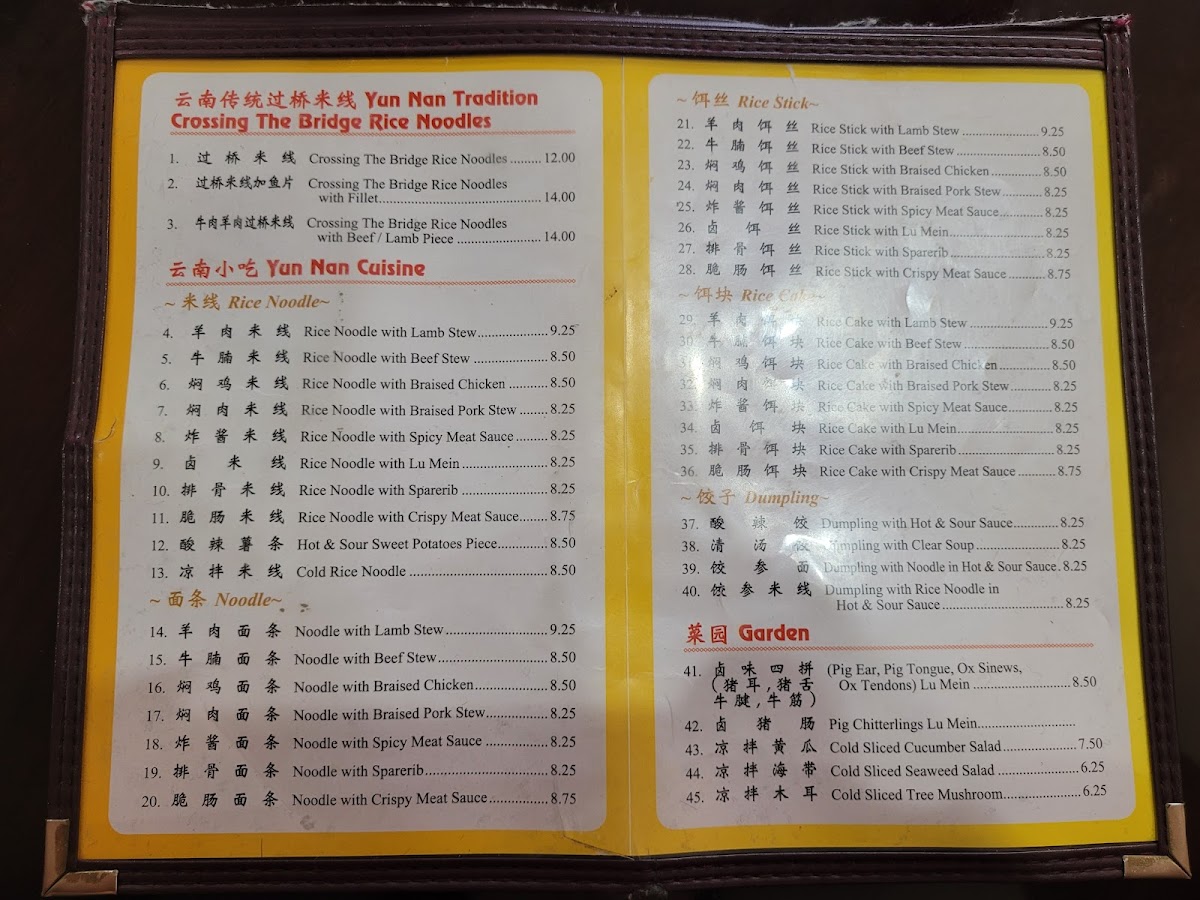 云南传统过桥米线 Yun Nan Tradition
Crossing The Bridge Rice Noodles
1. 过桥米线 Crossing The Bridge Rice Noodles ......... 12.00
2. 过桥米线加鱼片 Crossing The Bridge Rice Noodles
with Fillet......................................... 14.00
3. 牛肉羊肉过桥米线 Crossing The Bridge Rice Noodles
with Beef / Lamb Piece ..................... 14.00
云南小吃 Yun Nan Cuisine
~ 米线 Rice Noodle~
4. 羊肉米线 Rice Noodle with Lamb Stew.................. 9.25
5. 牛腩米线 Rice Noodle with Beef Stew ................... 8.50
6. 焖鸡米线 Rice Noodle with Braised Chicken .......... 8.50
7. 焖肉米线 Rice Noodle with Braised Pork Stew ........ 8.25
8. 炸酱米线 Rice Noodle with Spicy Meat Sauce......... 8.25
9. 卤米线 Rice Noodle with Lu Mein ...................... 8.25
10. 排骨米线 Rice Noodle with Sparerib ...................... 8.25
11. 脆肠米线 Rice Noodle with Crispy Meat Sauce....... 8.75
12. 酸辣薯条 Hot & Sour Sweet Potatoes Piece............. 8.50
13. 凉拌米线 Cold Rice Noodle ................................... 8.50
~ 面条 Noodle~
14. 羊肉面条 Noodle with Lamb Stew.......................... 9.25
15. 牛腩面条 Noodle with Beef Stew............................ 8.50
16. 焖鸡面条 Noodle with Braised Chicken................... 8.50
17. 焖肉面条 Noodle with Braised Pork Stew................ 8.25
18. 炸酱面条 Noodle with Spicy Meat Sauce ................ 8.25
19. 排骨面条 Noodle with Sparerib............................... 8.25
20. 脆肠面条 Noodle with Crispy Meat Sauce............... 8.75
~ 饵丝 Rice Stick~
21. 羊肉饵丝 Rice Stick with Lamb Stew ..................... 9.25
22. 牛腩饵丝 Rice Stick with Beef Stew ...................... 8.50
23. 焖鸡饵丝 Rice Stick with Braised Chicken.............. 8.50
24. 焖肉饵丝 Rice Stick with Braised Pork Stew........... 8.25
25. 炸酱饵丝 Rice Stick with Spicy Meat Sauce............ 8.25
26. 卤饵丝 Rice Stick with Lu Mein.......................... 8.25
27. 排骨饵丝 Rice Stick with Sparerib ......................... 8.25
28. 脆肠饵丝 Rice Stick with Crispy Meat Sauce.......... 8.75
~ 饵块 Rice Cake~
29. 羊肉饵块 Rice Cake with Lamb Stew ..................... 9.25
30. 牛腩饵块 Rice Cake with Beef Stew ....................... 8.50
31. 焖鸡饵块 Rice Cake with Braised Chicken.............. 8.50
32. 焖肉饵块 Rice Cake with Braised Pork Stew........... 8.25
33. 炸酱饵块 Rice Cake with Spicy Meat Sauce............ 8.25
34. 卤饵块 Rice Cake with Lu Mein.......................... 8.25
35. 排骨饵块 Rice Cake with Sparerib ......................... 8.25
36. 脆肠饵块 Rice Cake with Crispy Meat Sauce .......... 8.75
~ 饺子 Dumpling~
37. 酸辣饺 Dumpling with Hot & Sour Sauce............ 8.25
38. 清汤饺 Dumpling with Clear Soup ...................... 8.25
39. 饺参面 Dumpling with Noodle in Hot & Sour Sauce. 8.25
40. 饺参米线 Dumpling with Rice Noodle in
Hot & Sour Sauce ............................... 8.25
菜园 Garden
41. 卤味四拼 (Pig Ear, Pig Tongue, Ox Sinews,
(猪耳,猪舌 Ox Tendons) Lu Mein ......................... 8.50
牛腱,牛筋)
42. 卤猪肠 Pig Chitterlings Lu Mein.........................
43. 凉拌黄瓜 Cold Sliced Cucumber Salad................... 7.50
44. 凉拌海带 Cold Sliced Seaweed Salad ..................... 6.25
45. 凉拌木耳 Cold Sliced Tree Mushroom.................... 6.25